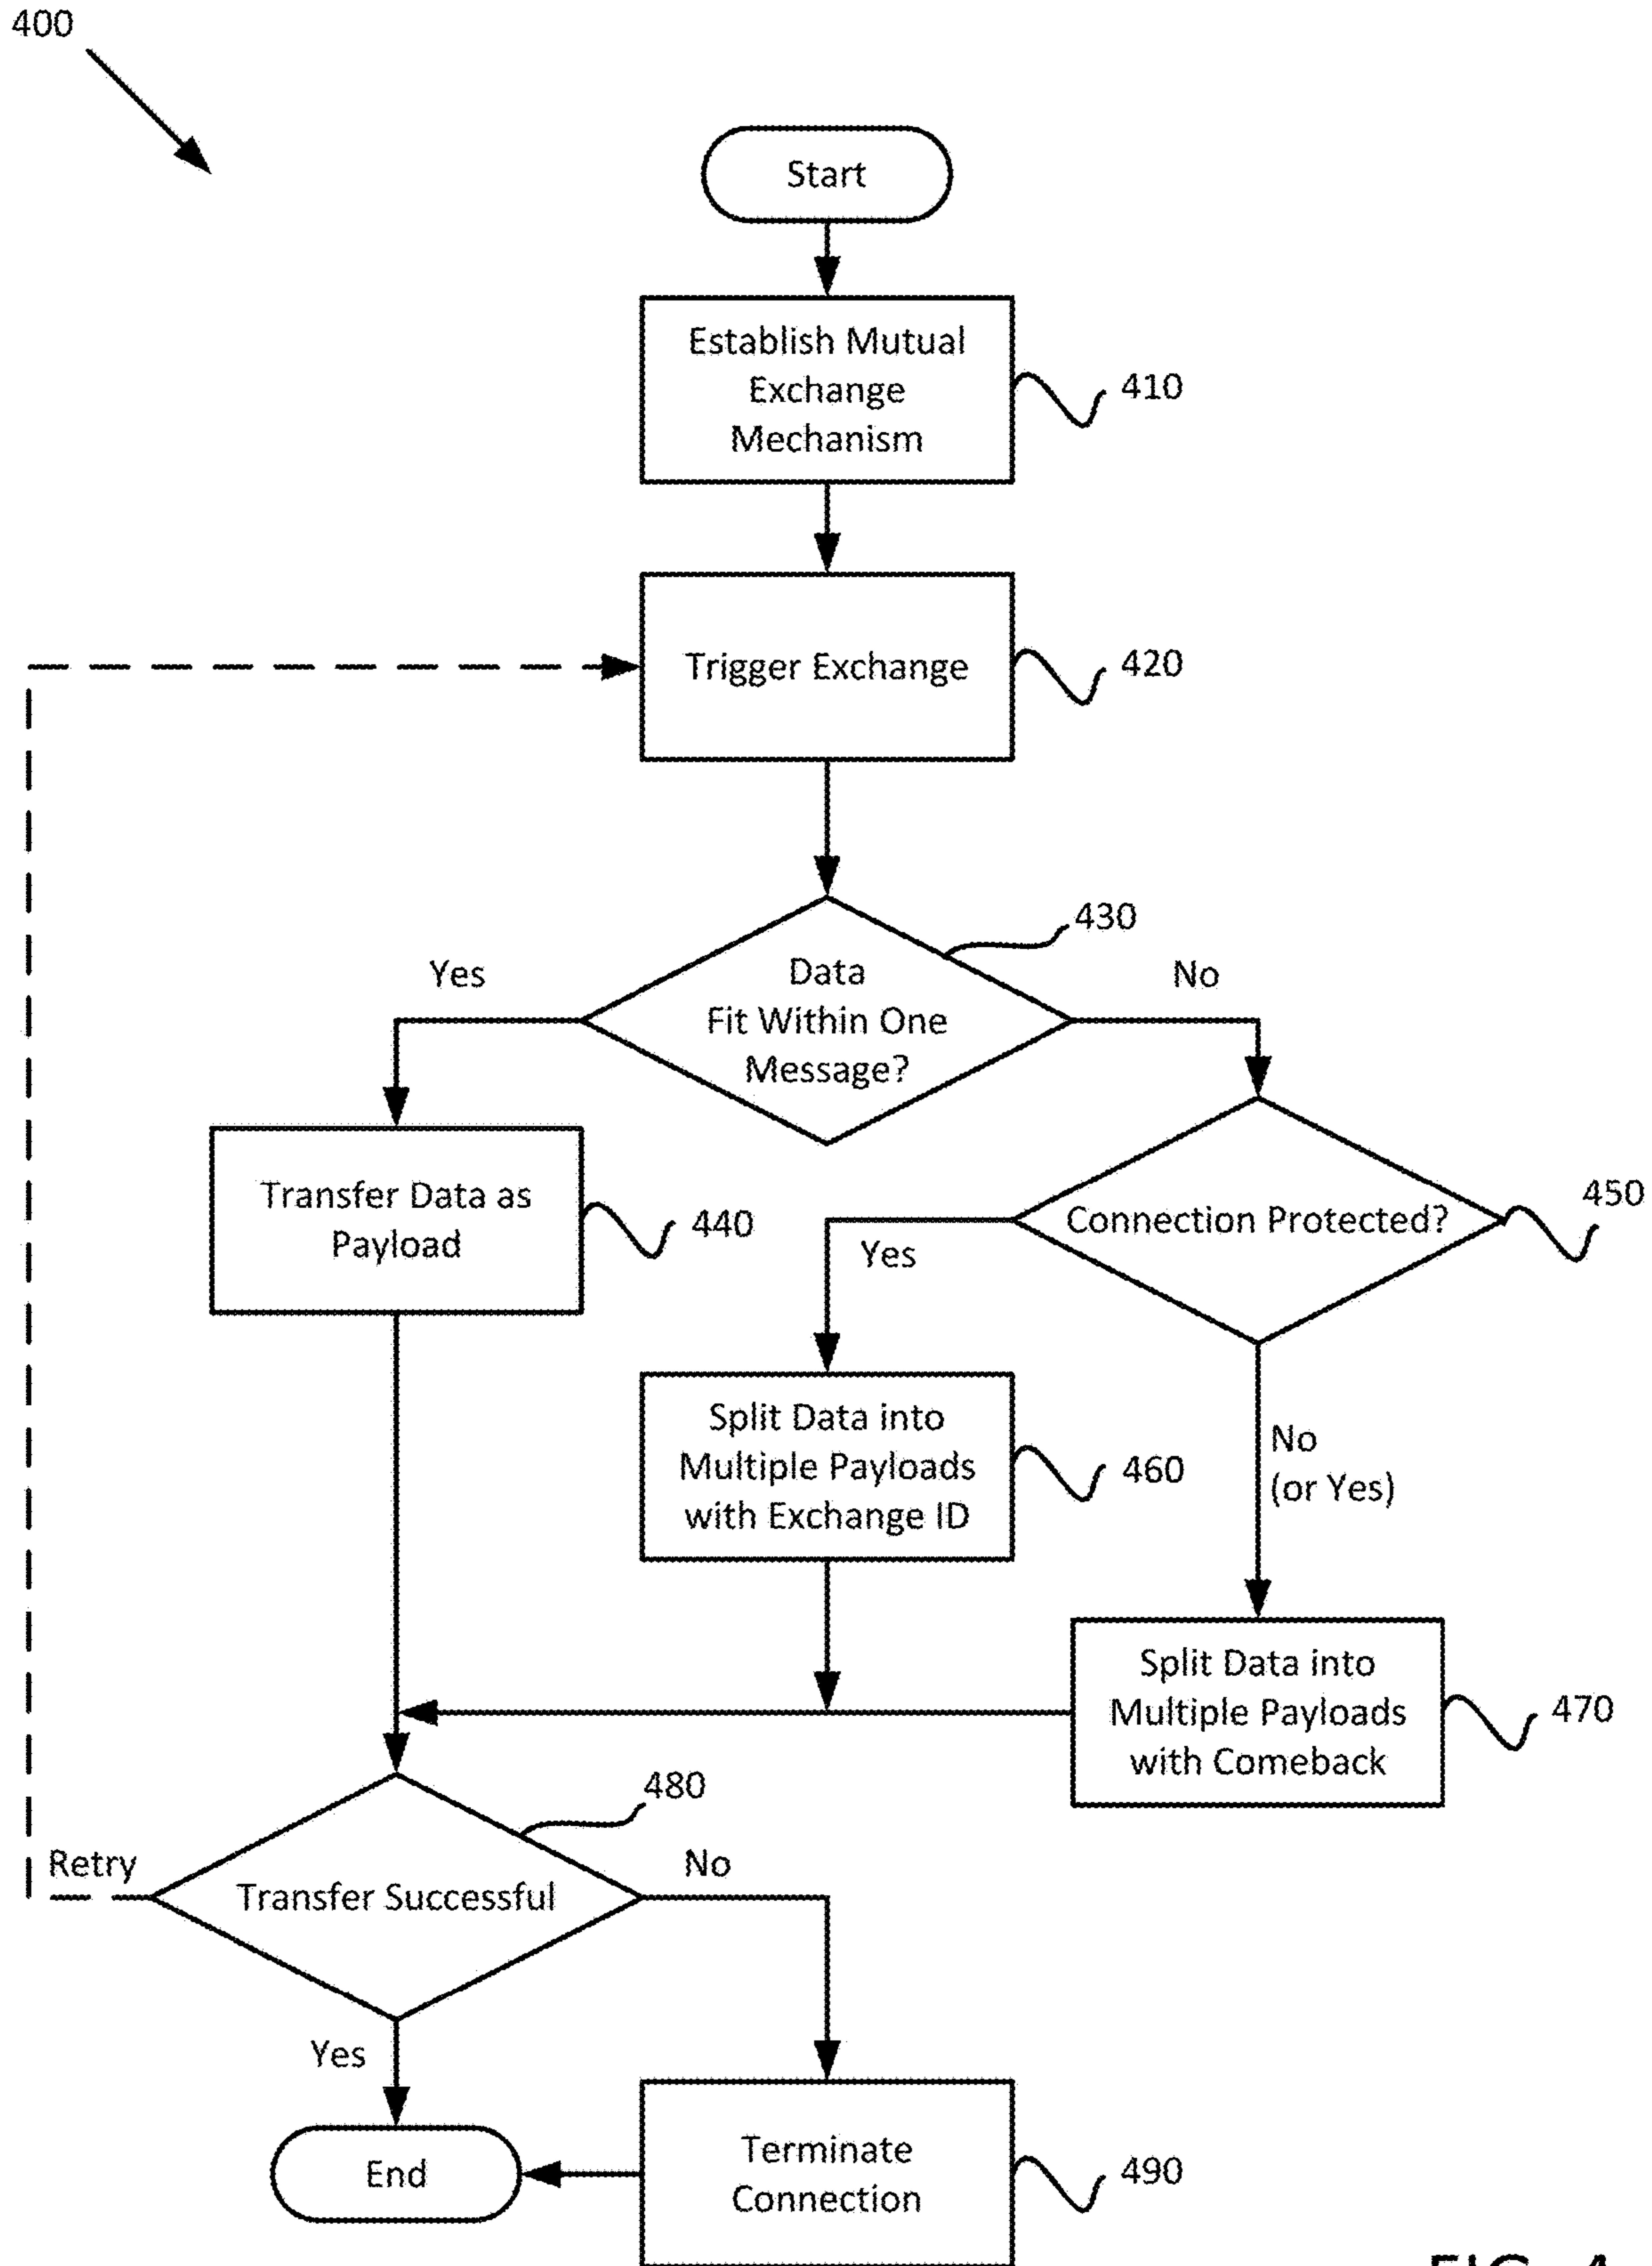 400
Start
Establish Mutual
Exchange
Mechanism
410
Trigger Exchange
420
430
Yes
Data
Fit Within One
Message?
No
Transfer Data as
Payload
440
Connection Protected?
450
Yes
Split Data into
Multiple Payloads
with Exchange ID
460
No
(or Yes)
Split Data into
Multiple Payloads
with Comeback
470
480
Retry
Transfer Successful
No
Yes
End
Terminate
Connection
490
FIG. 4